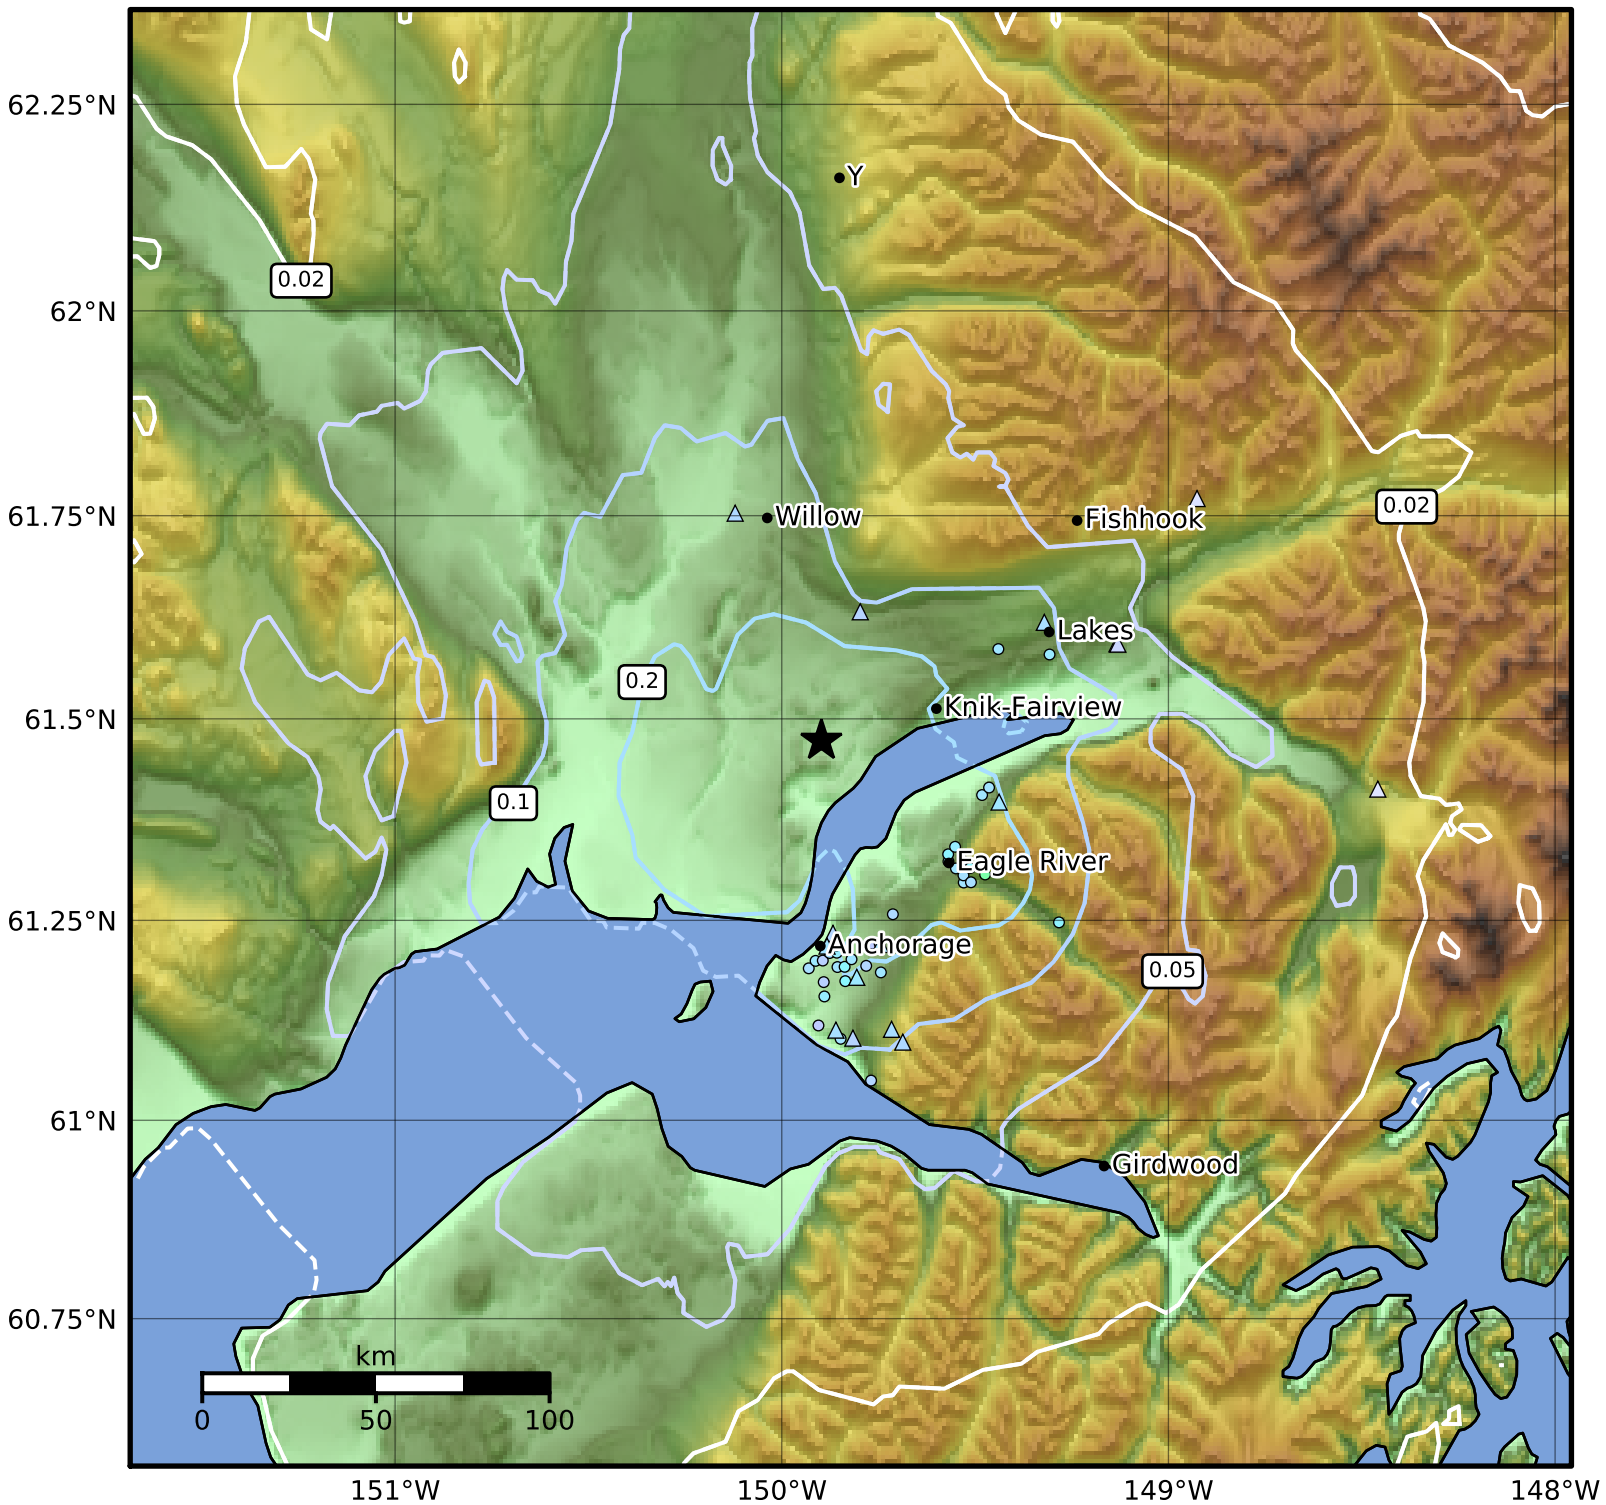 62.25°N
Y
0.02
62°N
61.75°N
Willow
Fishhook
0.02
Lakes
0.2
61.5°N
Knik-Fairview
0.1
Eagle River
61.25°N
Anchorage
0.05
61°N
Girdwood
60.75°N
km
0 50 100
151°W 150°W 149°W 148°W